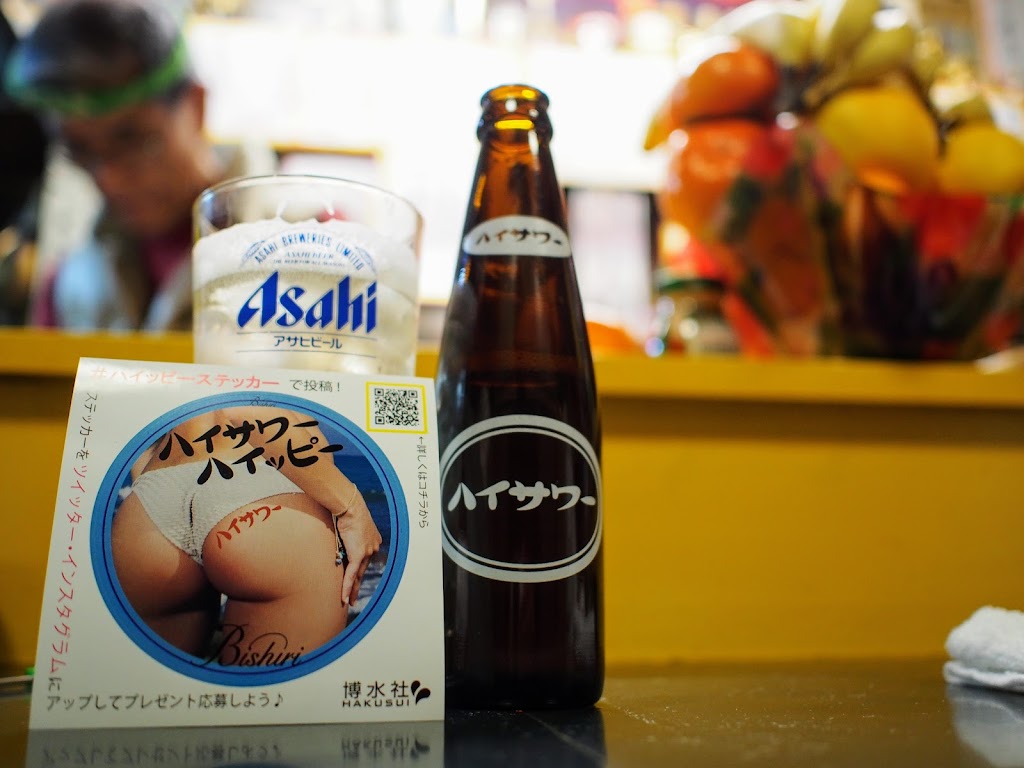 ASAHI BREWERIES LIMITED
ASAHI BEER
Asahi
アサヒビール
ハイサワー
ハイサワー
#ハイッピーステッカー で投稿!
ステッカーをツイッター・インスタグラムに
アップしてプレゼント応募しよう♪
←詳しくはコチラから
ハイサワー
ハイッピー
ハイサワー
Bishiri
博水社
HAKUSUI